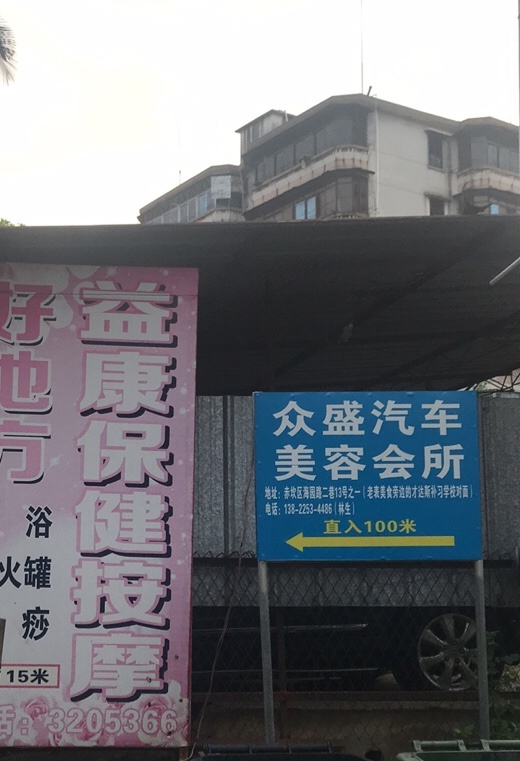 益康保健按摩
好地方
浴
火罐
痧
15米
话：3205366
众盛汽车
美容会所
地址：赤坎区海园路二巷13号之一（老表美食旁边的才达斯补习学校对面）
电话：138-2253-4486（林生）
直入100米